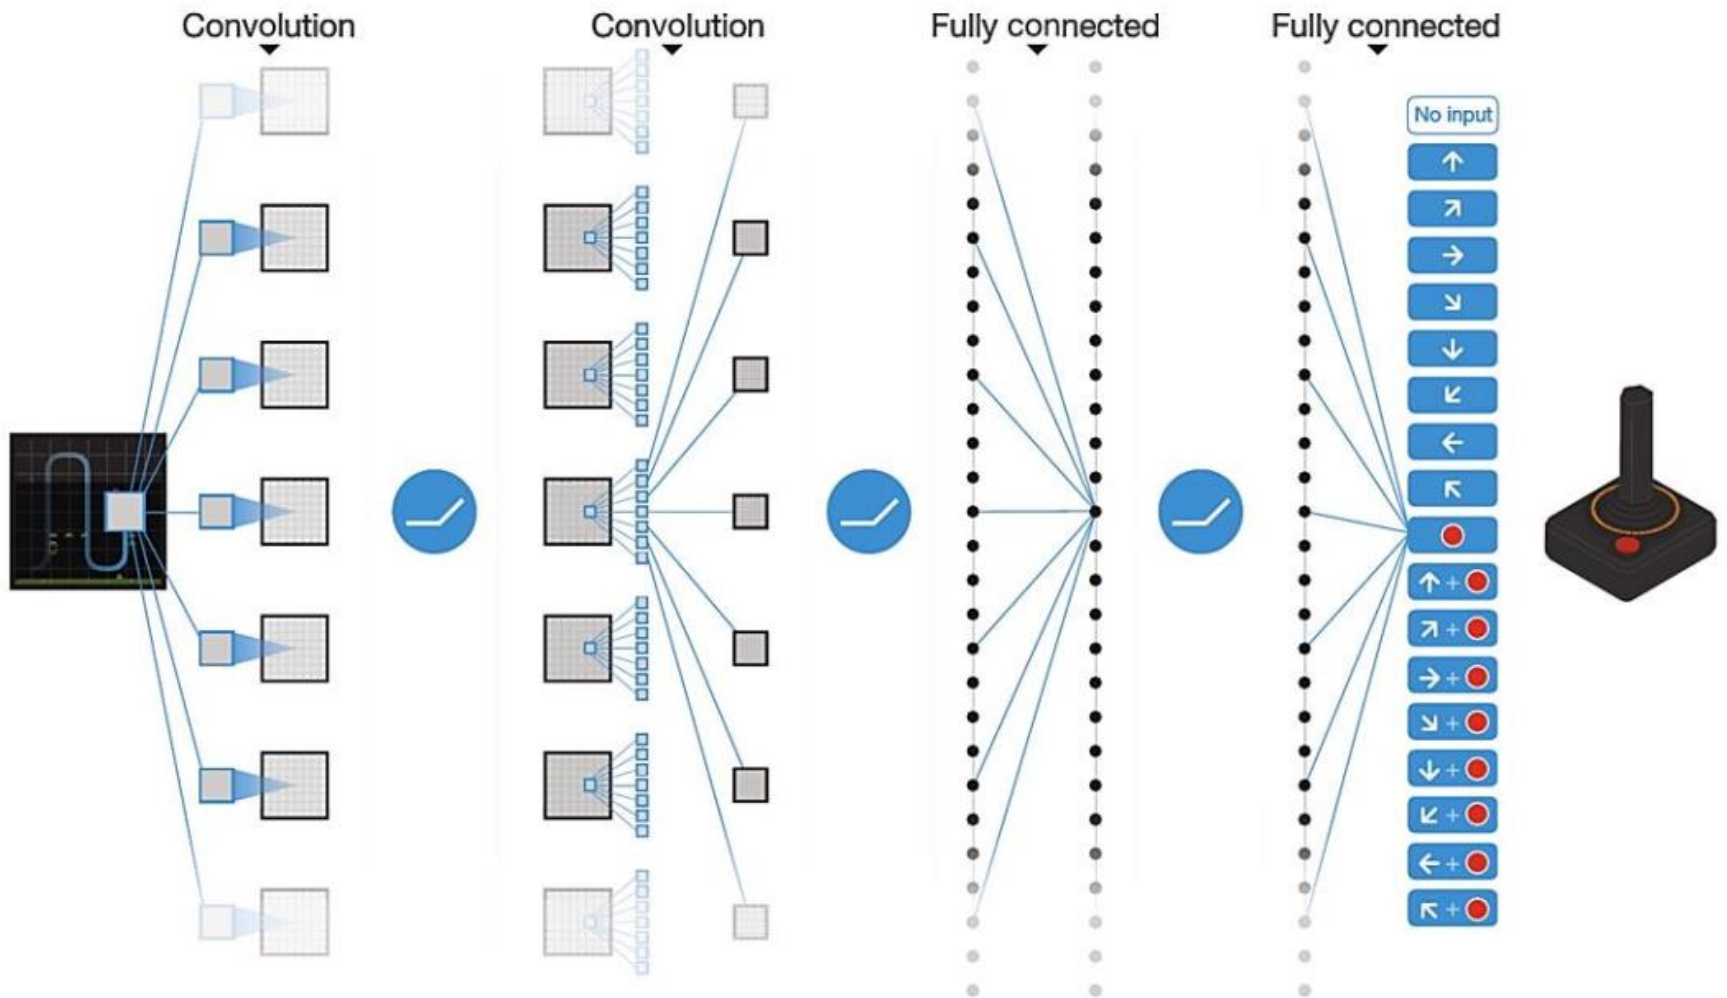 Convolution
Convolution
Fully connected
Fully connected
No input
+
+
+
+
+
+
+
+